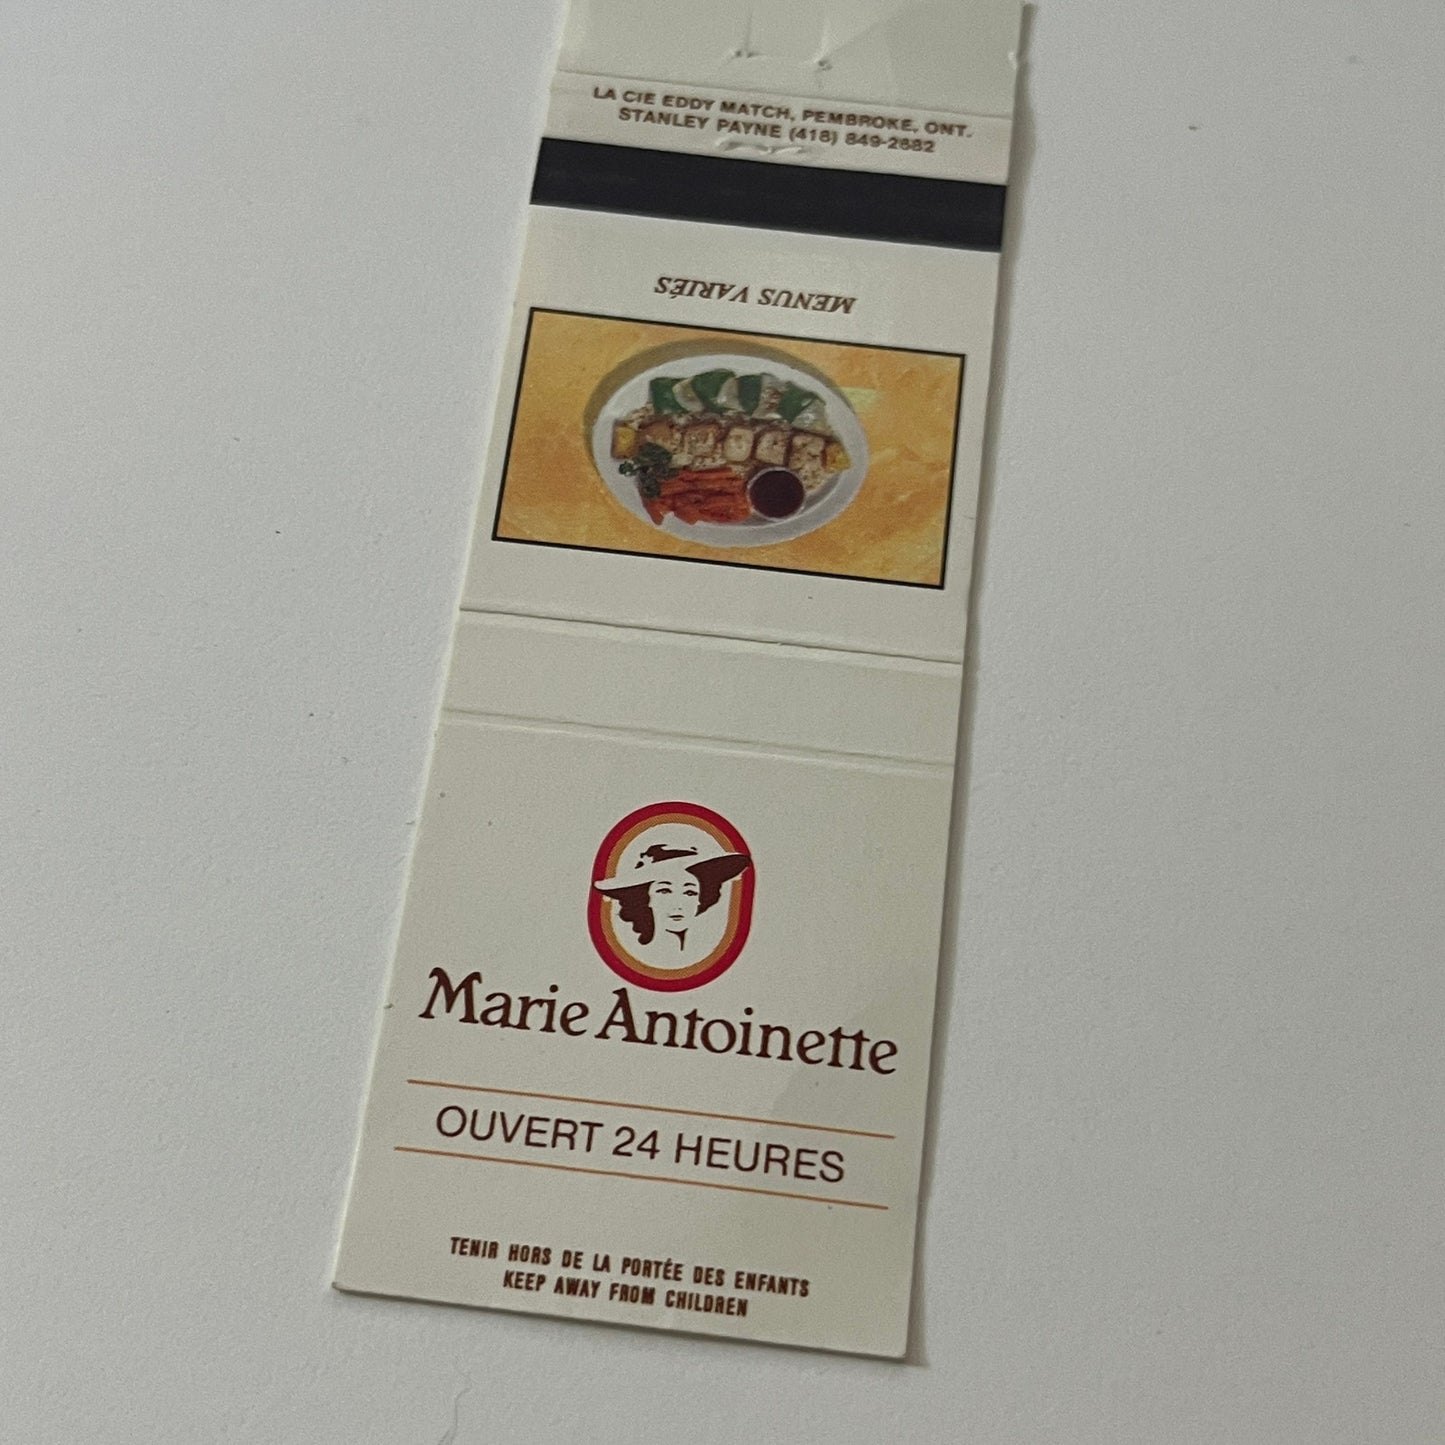 LA CIE EDDY MATCH, PEMBROKE, ONT.
STANLEY PAYNE (418) 849-2882
MENUS VARIÉS
Marie Antoinette
OUVERT 24 HEURES
TENIR HORS DE LA PORTÉE DES ENFANTS
KEEP AWAY FROM CHILDREN